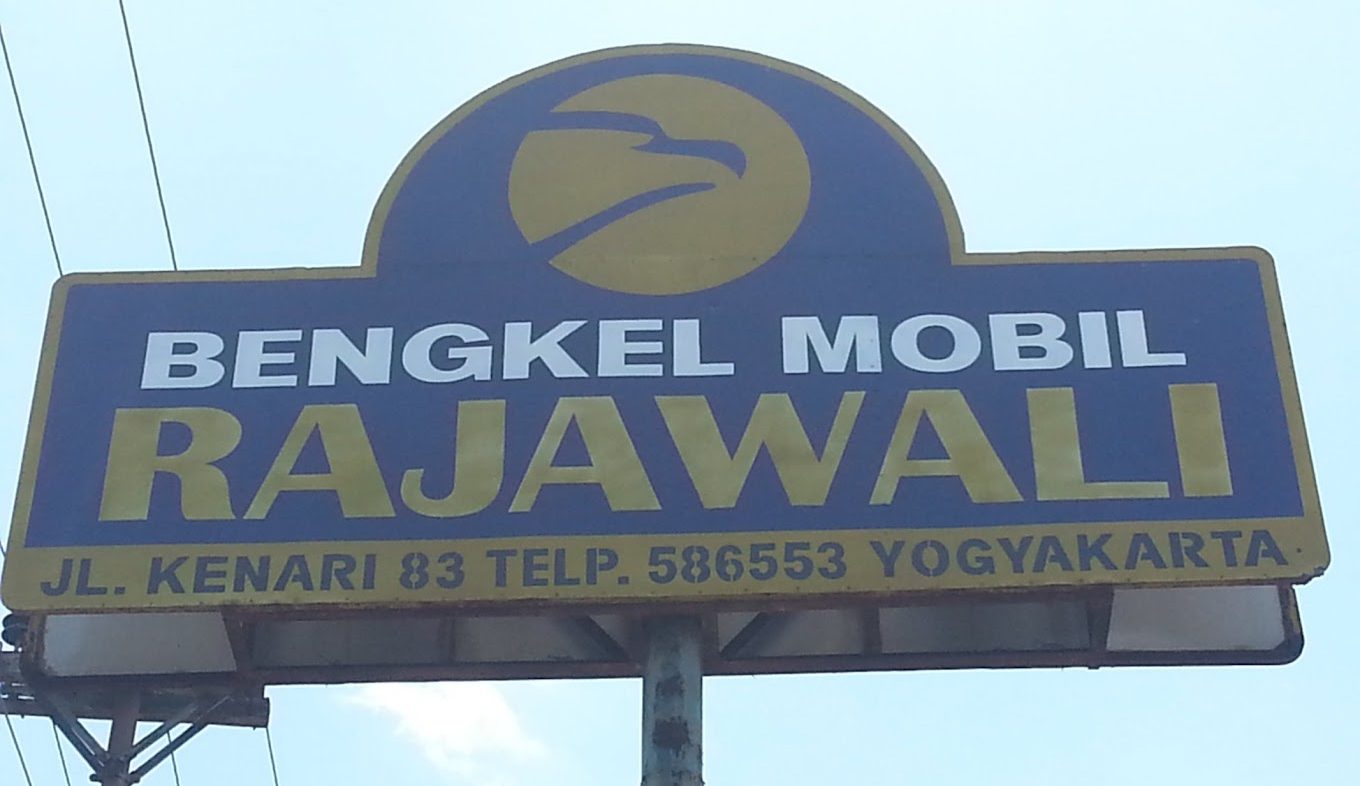 BENGKEL MOBIL
RAJAWALI
JL. KENARI 83 TELP. 586553 YOGYAKARTA